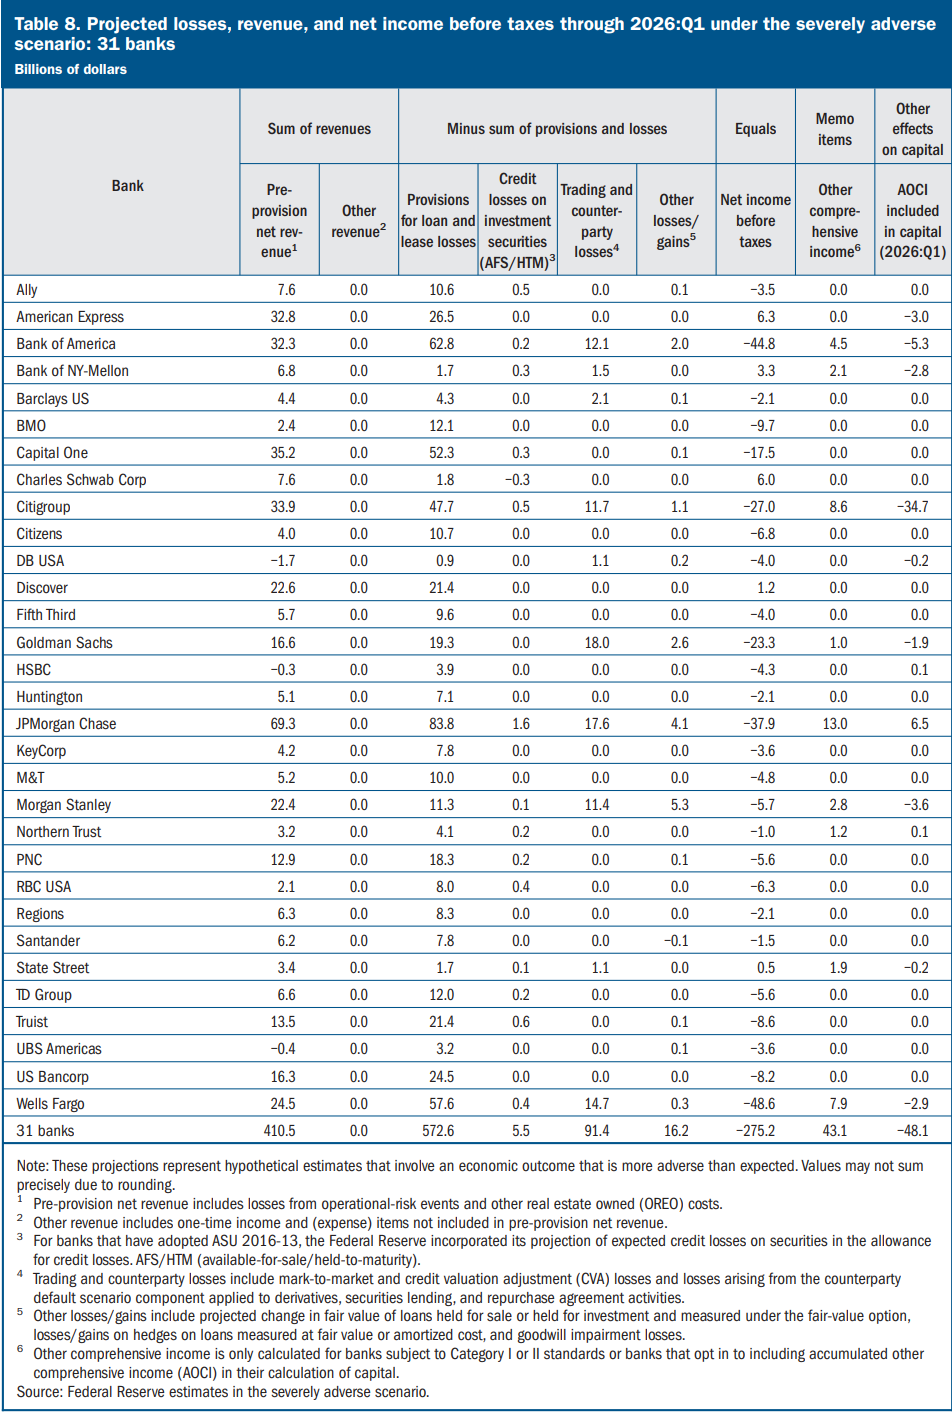 Table 8. Projected losses, revenue, and net income before taxes through 2026:Q1 under the severely adverse
scenario: 31 banks
Billions of dollars
Bank
Sum of revenues
Minus sum of provisions and losses
Equals
Memo
items
Other
effects
on capital
Pre-
provision
net rev-
enue1
Other
revenue2
Provisions
for loan and
lease losses
Credit
losses on
investment
securities
(AFS/HTM)3
Trading and
counter-
party
losses4
Other
losses/
gains5
Net income
before
taxes
Other
compre-
hensive
income6
AOCI
included
in capital
(2026:Q1)
Ally 7.6 0.0 10.6 0.5 0.0 0.1 −3.5 0.0 0.0
American Express 32.8 0.0 26.5 0.0 0.0 0.0 6.3 0.0 −3.0
Bank of America 32.3 0.0 62.8 0.2 12.1 2.0 −44.8 4.5 −5.3
Bank of NY-Mellon 6.8 0.0 1.7 0.3 1.5 0.0 3.3 2.1 −2.8
Barclays US 4.4 0.0 4.3 0.0 2.1 0.1 −2.1 0.0 0.0
BMO 2.4 0.0 12.1 0.0 0.0 0.0 −9.7 0.0 0.0
Capital One 35.2 0.0 52.3 0.3 0.0 0.1 −17.5 0.0 0.0
Charles Schwab Corp 7.6 0.0 1.8 −0.3 0.0 0.0 6.0 0.0 0.0
Citigroup 33.9 0.0 47.7 0.5 11.7 1.1 −27.0 8.6 −34.7
Citizens 4.0 0.0 10.7 0.0 0.0 0.0 −6.8 0.0 0.0
DB USA −1.7 0.0 0.9 0.0 1.1 0.2 −4.0 0.0 −0.2
Discover 22.6 0.0 21.4 0.0 0.0 0.0 1.2 0.0 0.0
Fifth Third 5.7 0.0 9.6 0.0 0.0 0.0 −4.0 0.0 0.0
Goldman Sachs 16.6 0.0 19.3 0.0 18.0 2.6 −23.3 1.0 −1.9
HSBC −0.3 0.0 3.9 0.0 0.0 0.0 −4.3 0.0 0.1
Huntington 5.1 0.0 7.1 0.0 0.0 0.0 −2.1 0.0 0.0
JPMorgan Chase 69.3 0.0 83.8 1.6 17.6 4.1 −37.9 13.0 6.5
KeyCorp 4.2 0.0 7.8 0.0 0.0 0.0 −3.6 0.0 0.0
M&T 5.2 0.0 10.0 0.0 0.0 0.0 −4.8 0.0 0.0
Morgan Stanley 22.4 0.0 11.3 0.1 11.4 5.3 −5.7 2.8 −3.6
Northern Trust 3.2 0.0 4.1 0.2 0.0 0.0 −1.0 1.2 0.1
PNC 12.9 0.0 18.3 0.2 0.0 0.1 −5.6 0.0 0.0
RBC USA 2.1 0.0 8.0 0.4 0.0 0.0 −6.3 0.0 0.0
Regions 6.3 0.0 8.3 0.0 0.0 0.0 −2.1 0.0 0.0
Santander 6.2 0.0 7.8 0.0 0.0 −0.1 −1.5 0.0 0.0
State Street 3.4 0.0 1.7 0.1 1.1 0.0 0.5 1.9 −0.2
TD Group 6.6 0.0 12.0 0.2 0.0 0.0 −5.6 0.0 0.0
Truist 13.5 0.0 21.4 0.6 0.0 0.1 −8.6 0.0 0.0
UBS Americas −0.4 0.0 3.2 0.0 0.0 0.1 −3.6 0.0 0.0
US Bancorp 16.3 0.0 24.5 0.0 0.0 0.0 −8.2 0.0 0.0
Wells Fargo 24.5 0.0 57.6 0.4 14.7 0.3 −48.6 7.9 −2.9
31 banks 410.5 0.0 572.6 5.5 91.4 16.2 −275.2 43.1 −48.1
Note: These projections represent hypothetical estimates that involve an economic outcome that is more adverse than expected. Values may not sum
precisely due to rounding.
1 Pre-provision net revenue includes losses from operational-risk events and other real estate owned (OREO) costs.
2 Other revenue includes one-time income and (expense) items not included in pre-provision net revenue.
3 For banks that have adopted ASU 2016-13, the Federal Reserve incorporated its projection of expected credit losses on securities in the allowance
for credit losses. AFS/HTM (available-for-sale/held-to-maturity).
4 Trading and counterparty losses include mark-to-market and credit valuation adjustment (CVA) losses and losses arising from the counterparty
default scenario component applied to derivatives, securities lending, and repurchase agreement activities.
5 Other losses/gains include projected change in fair value of loans held for sale or held for investment and measured under the fair-value option,
losses/gains on hedges on loans measured at fair value or amortized cost, and goodwill impairment losses.
6 Other comprehensive income is only calculated for banks subject to Category I or II standards or banks that opt in to including accumulated other
comprehensive income (AOCI) in their calculation of capital.
Source: Federal Reserve estimates in the severely adverse scenario.